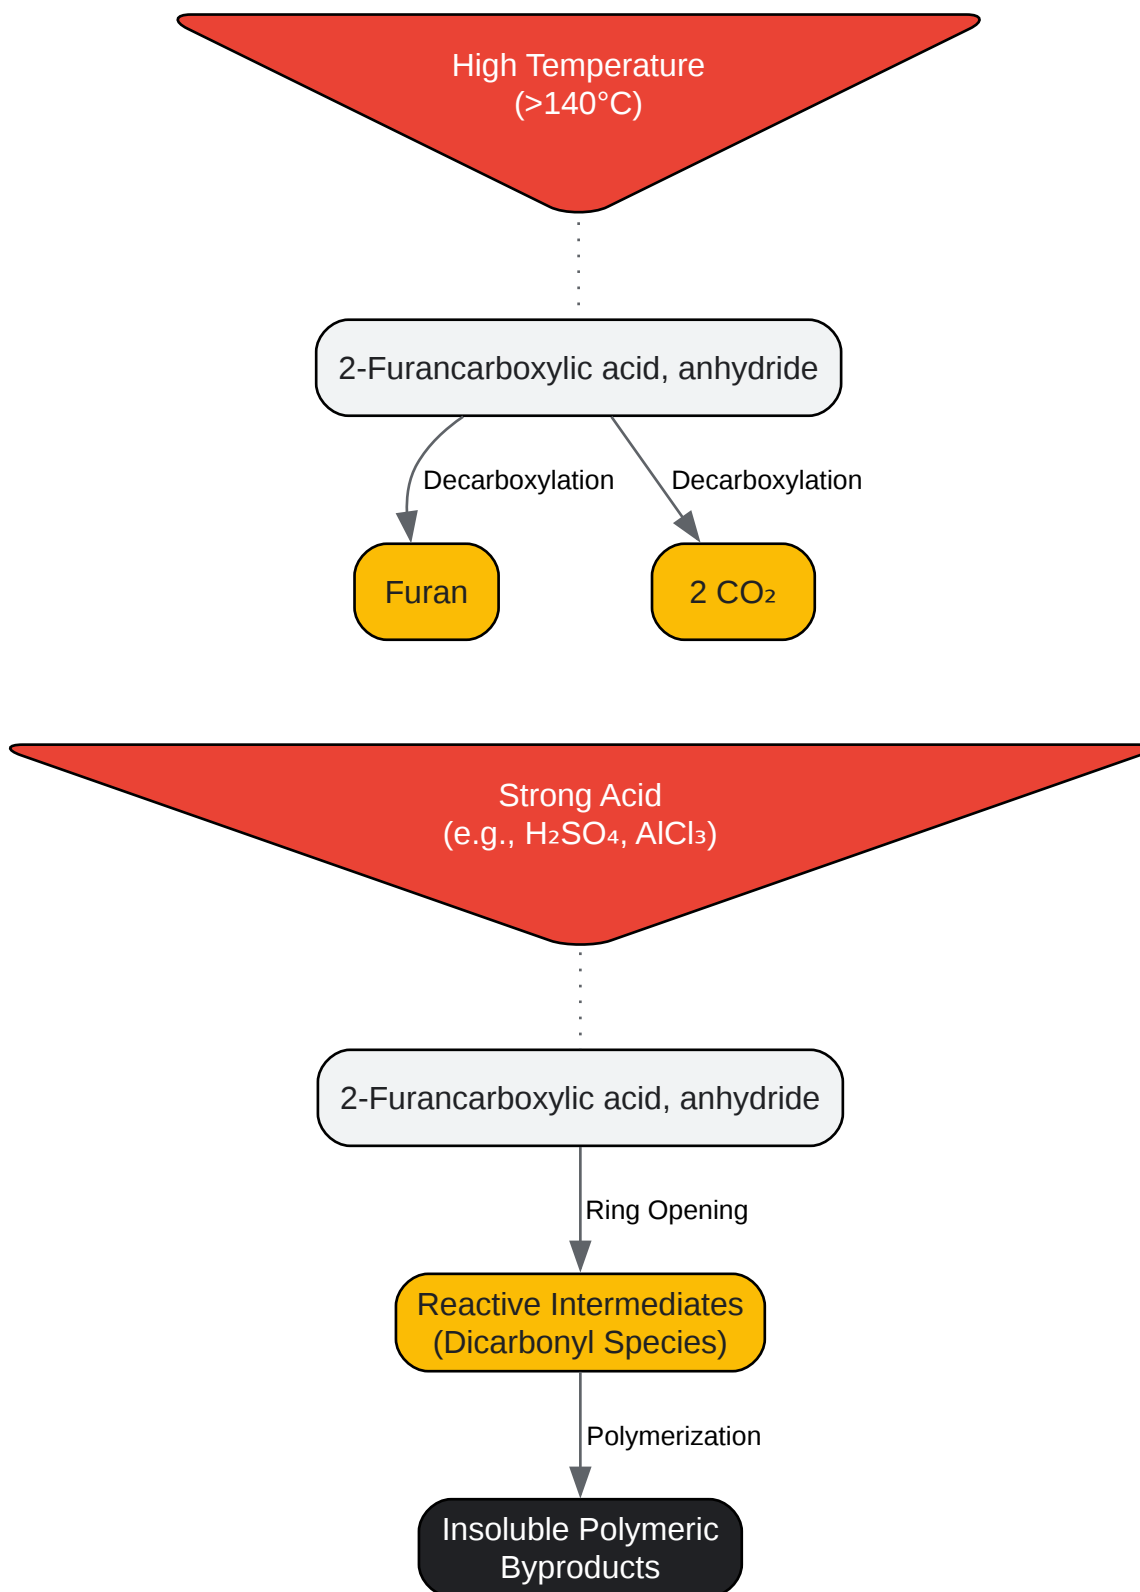 High Temperature
(>140°C)
2-Furancarboxylic acid, anhydride
Decarboxylation
Decarboxylation
Furan
2 CO₂
Strong Acid
(e.g., H₂SO₄, AlCl₃)
2-Furancarboxylic acid, anhydride
Ring Opening
Reactive Intermediates
(Dicarbonyl Species)
Polymerization
Insoluble Polymeric
Byproducts